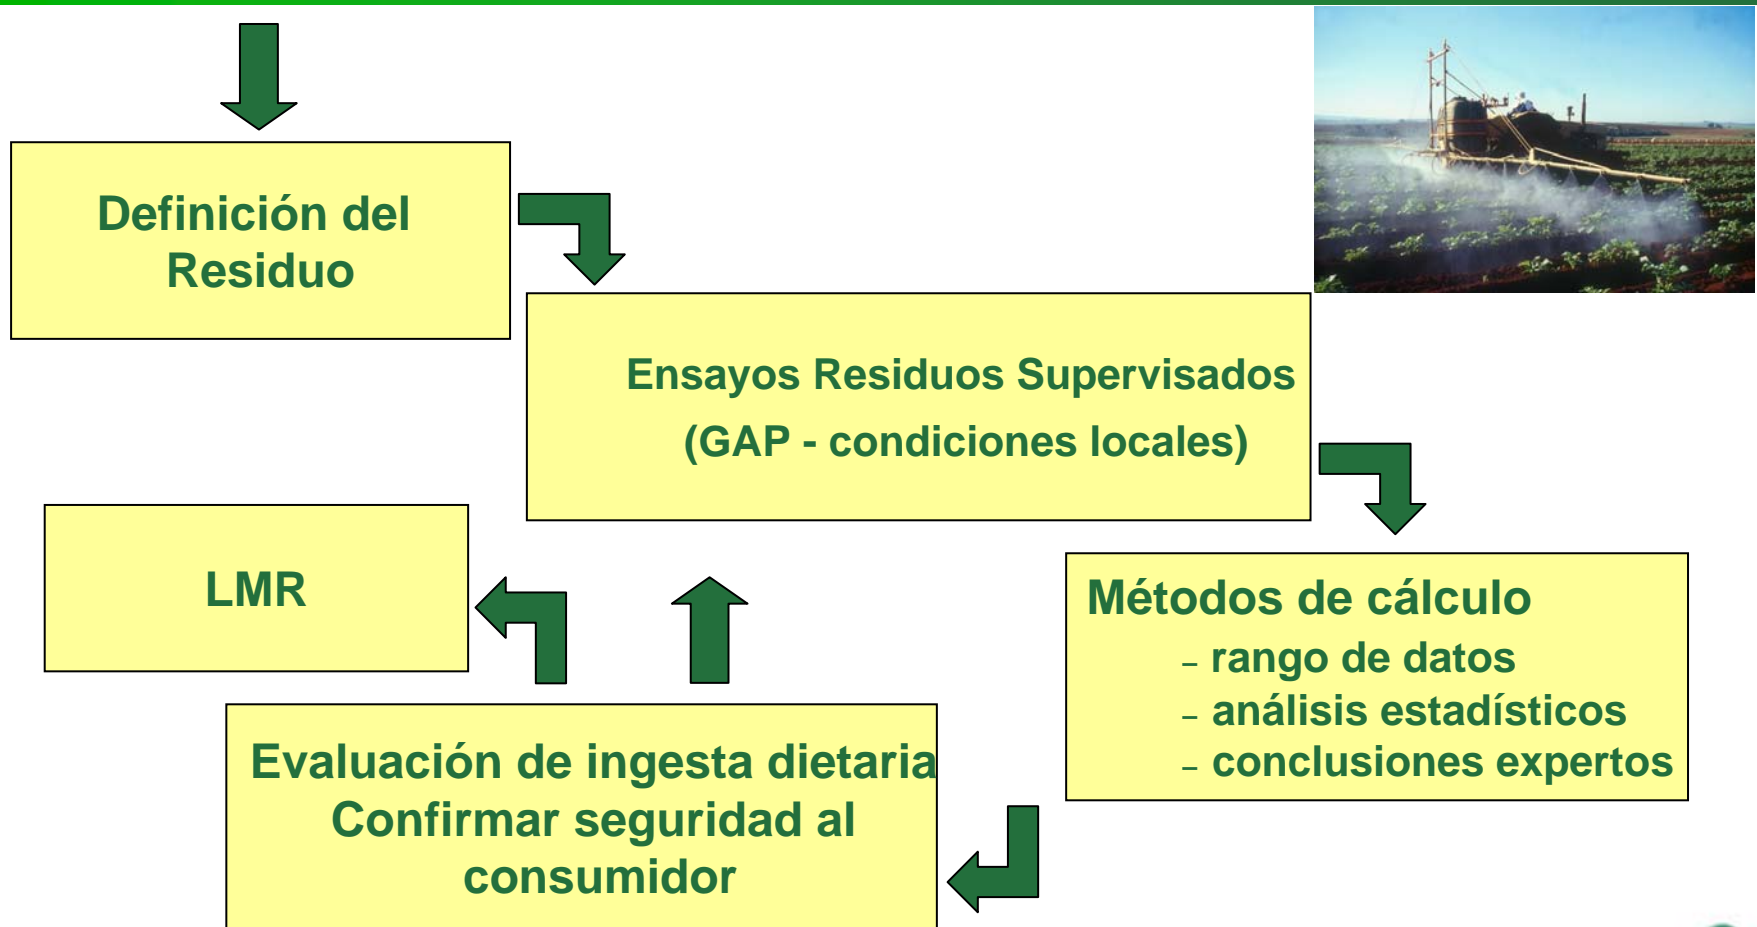 Definición del
Residuo
Ensayos Residuos Supervisados
(GAP - condiciones locales)
LMR
Métodos de cálculo
– rango de datos
– análisis estadísticos
– conclusiones expertos
Evaluación de ingesta dietaria
Confirmar seguridad al
consumidor